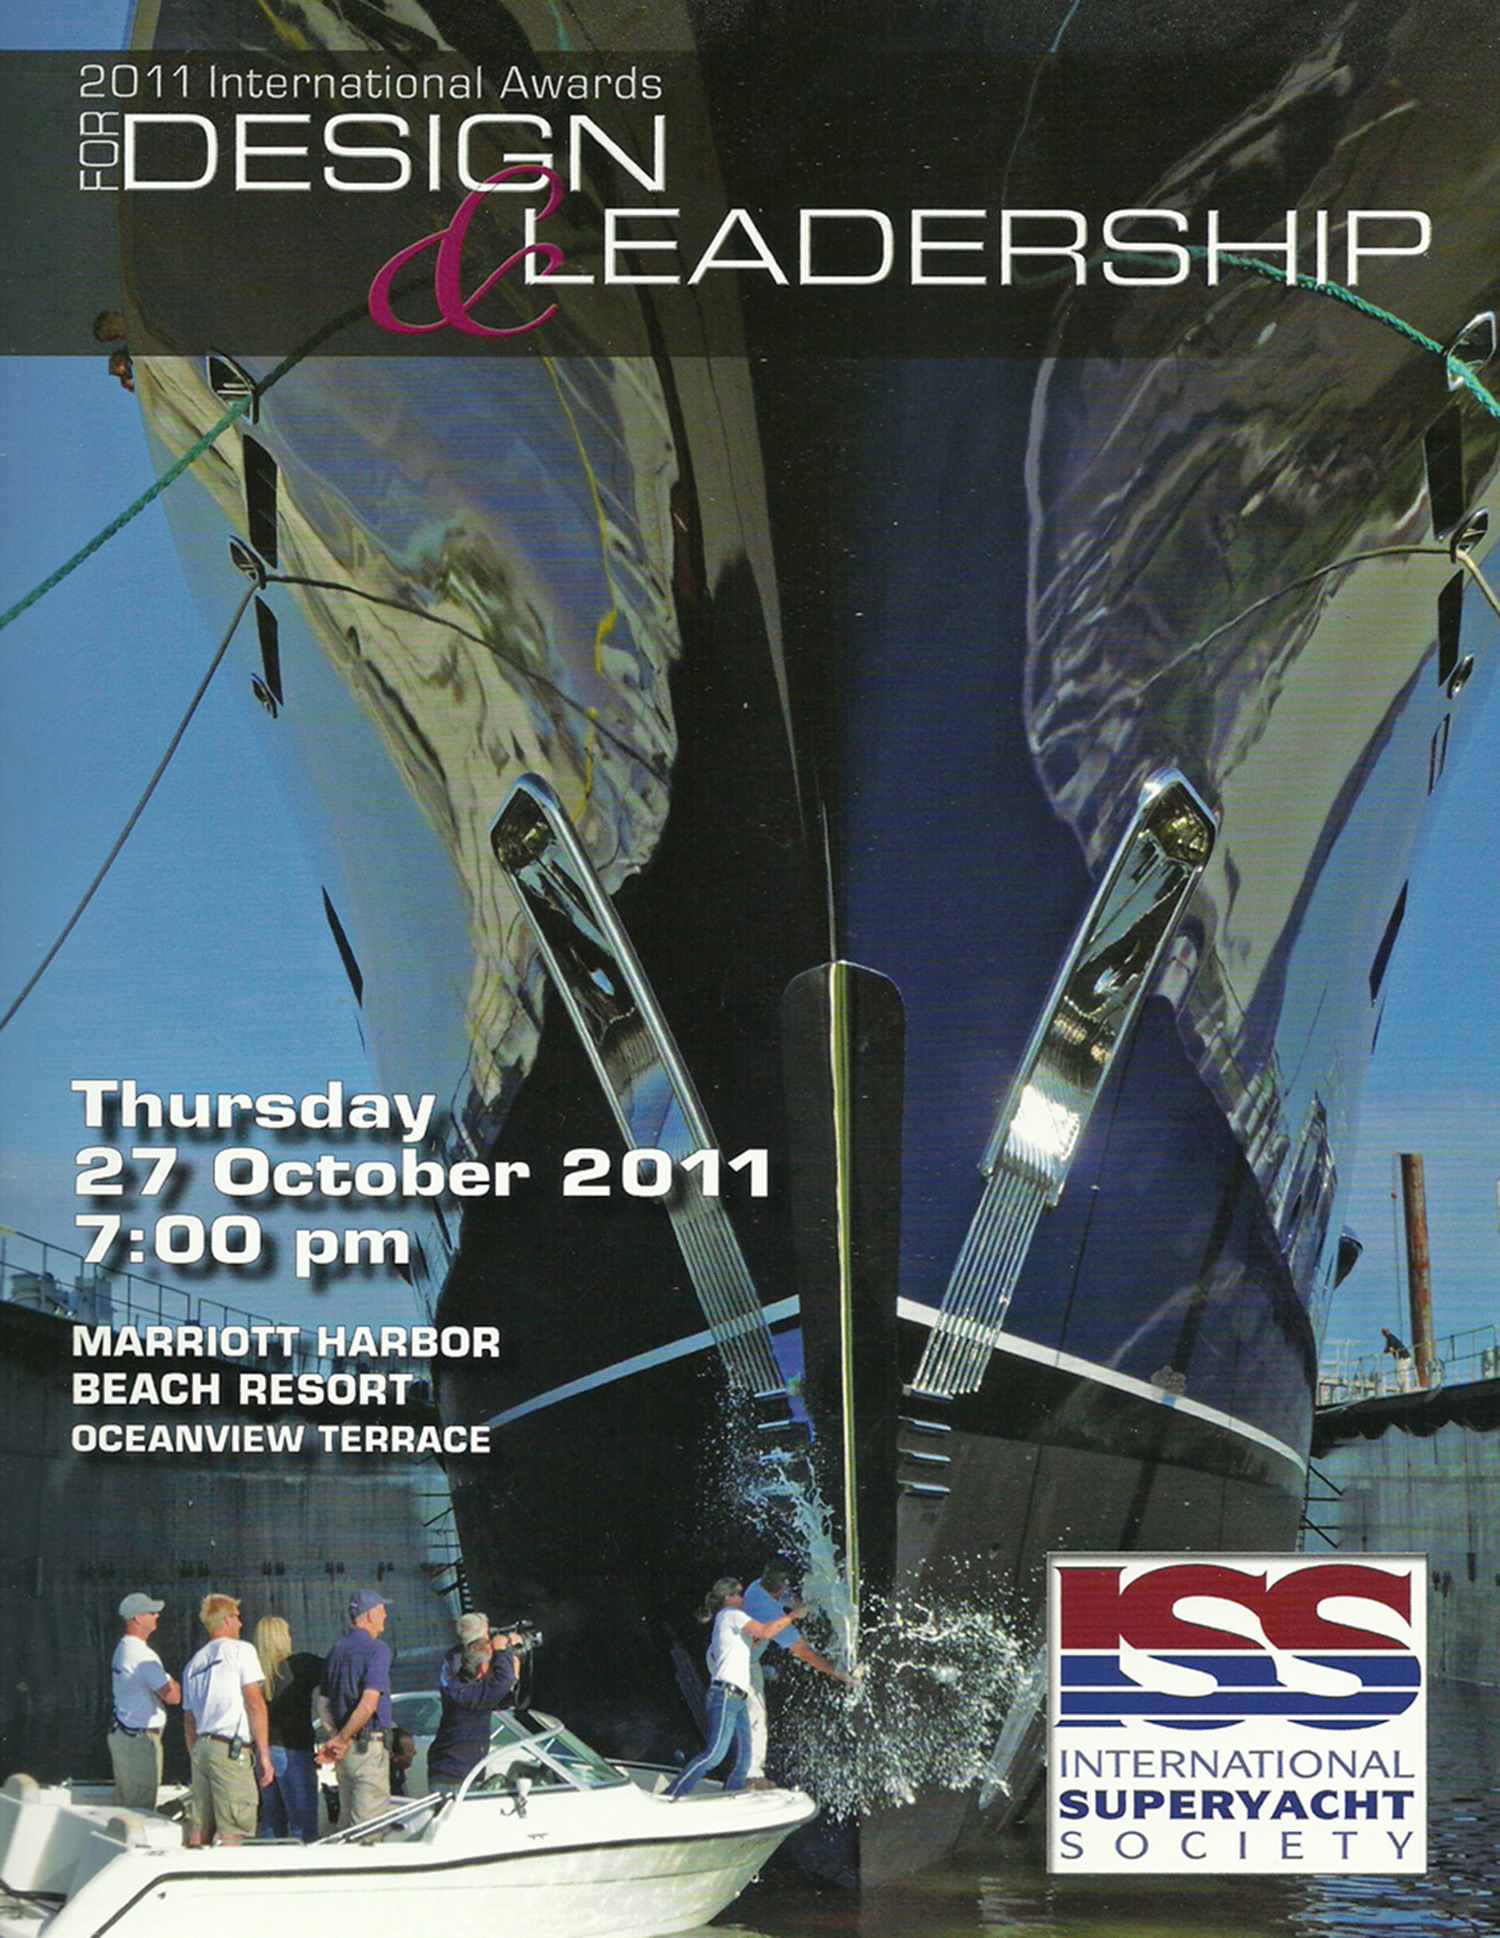 2011 International Awards
FOR DESIGN
& LEADERSHIP
Thursday
27 October 2011
7:00 pm
MARRIOTT HARBOR
BEACH RESORT
OCEANVIEW TERRACE
ISS
INTERNATIONAL
SUPERYACHT
SOCIETY